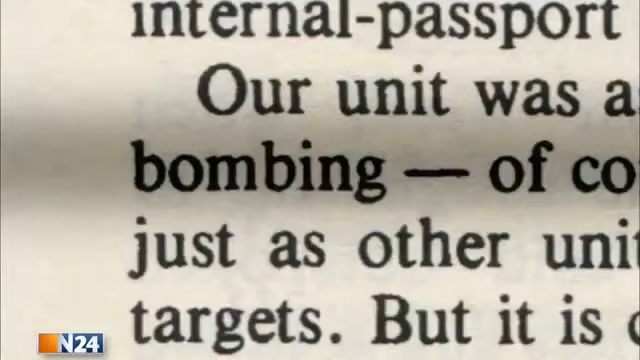 internal-passport
Our unit was a
bombing — of co
just as other unit
targets. But it is
N24